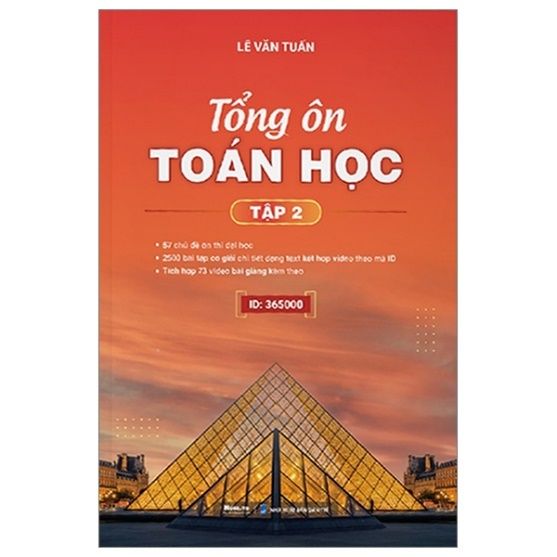 LÊ VĂN TUẤN
Tổng ôn
TOÁN HỌC
TẬP 2
• 57 chủ đề ôn thi đại học
• 2500 bài tập có giải chi tiết dạng text kết hợp video theo mã ID
• Tích hợp 73 video bài giảng kèm theo
ID: 365000